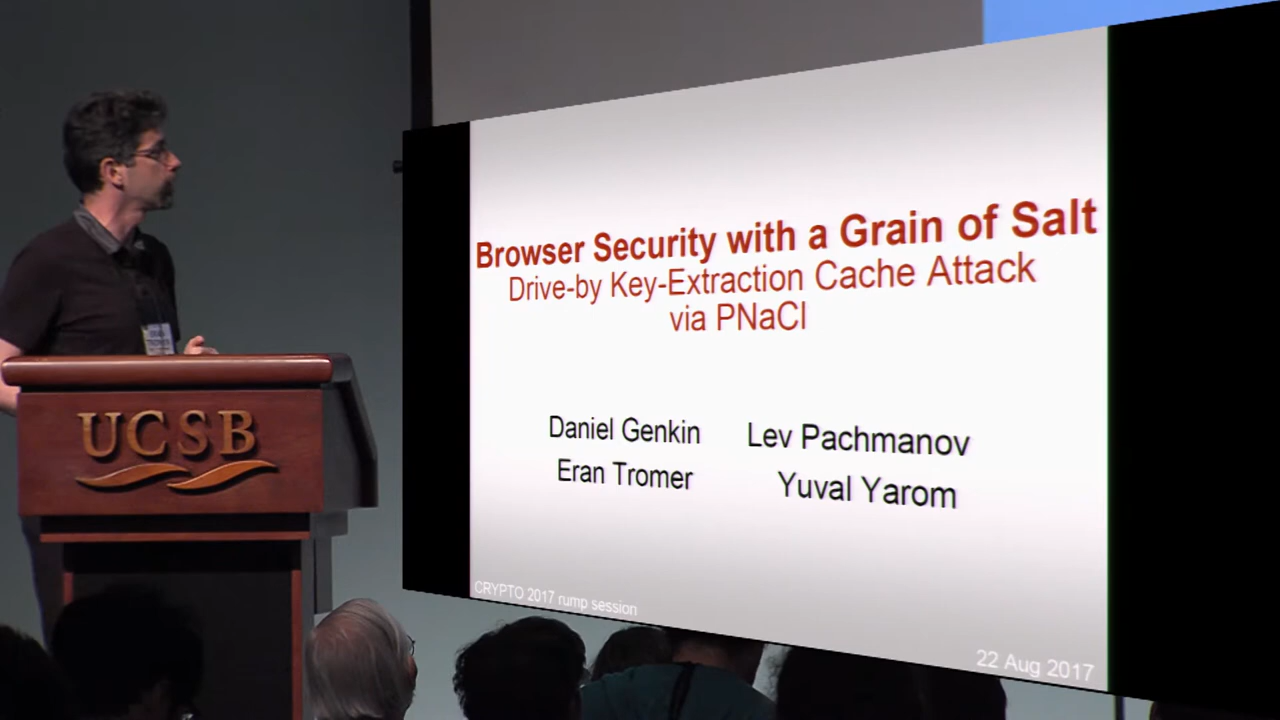 UCSB
Browser Security with a Grain of Salt
Drive-by Key-Extraction Cache Attack
via PNaCl
Daniel Genkin Lev Pachmanov
Eran Tromer Yuval Yarom
CRYPTO 2017 rump session
22 Aug 2017